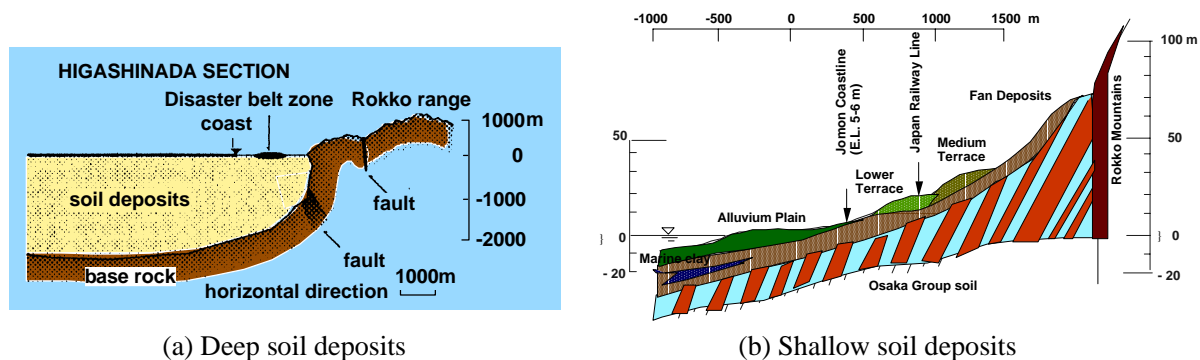 HIGASHINADA SECTION
Disaster belt zone
coast
Rokko range
1000m
0
-1000
-2000
soil deposits
fault
fault
base rock
horizontal direction
1000m
(a) Deep soil deposits
-1000 -500 0 500 1000 1500 m
100 m
50
0
- 20
50
0
- 20
Jomon Coastline
(E.L. 5-6 m)
Japan Railway Line
Fan Deposits
Medium
Terrace
Lower
Terrace
Alluvium Plain
Marine clay
Osaka Group soil
Rokko Mountains
(b) Shallow soil deposits